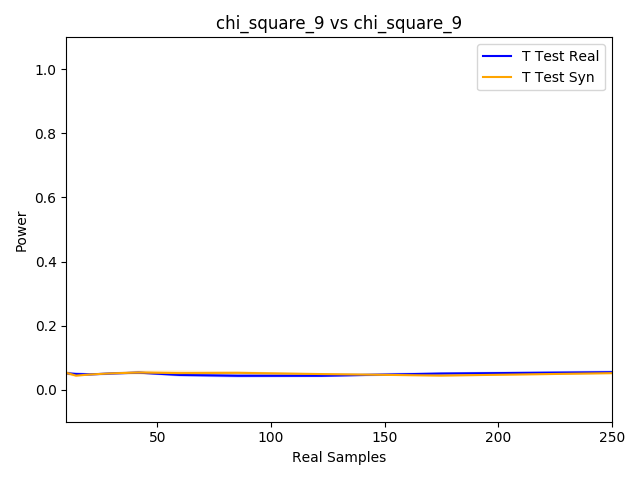 chi_square_9 vs chi_square_9
T Test Real
T Test Syn
1.0
0.8
0.6
0.4
0.2
0.0
Power
50 100 150 200 250
Real Samples